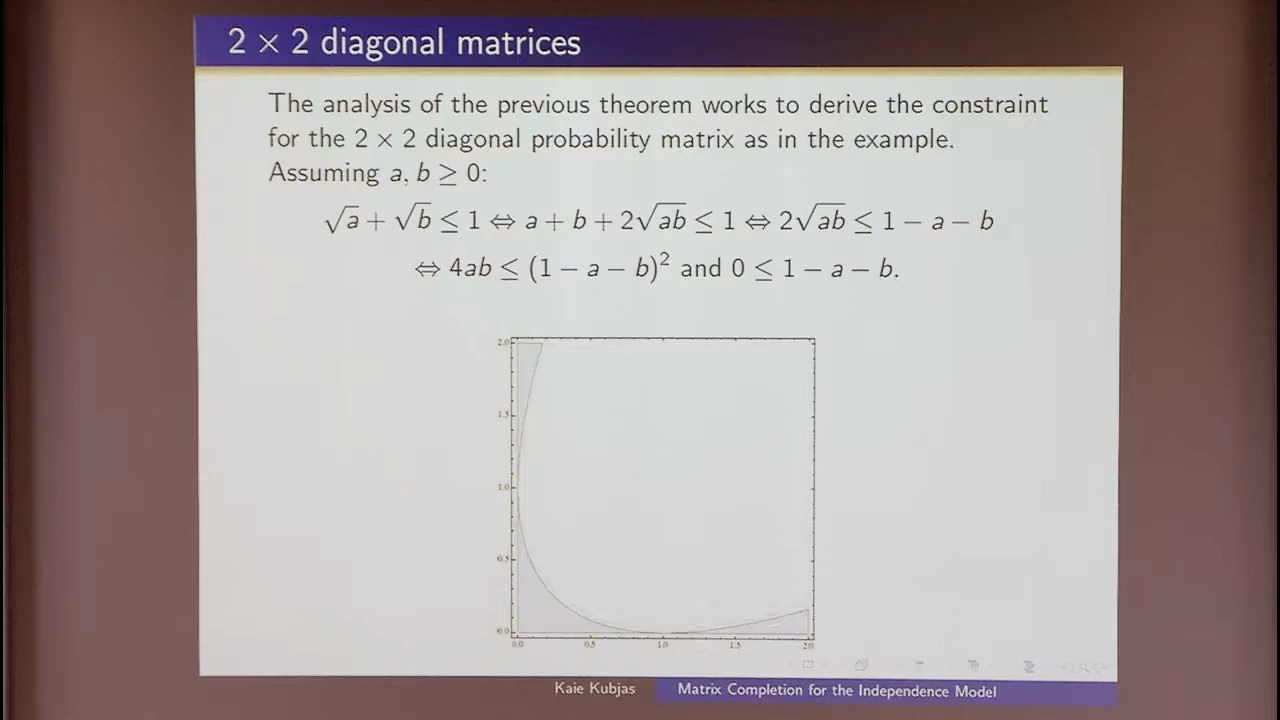 2 × 2 diagonal matrices
The analysis of the previous theorem works to derive the constraint
for the 2 × 2 diagonal probability matrix as in the example.
Assuming a, b ≥ 0:
√a + √b ≤ 1 ⇔ a + b + 2√ab ≤ 1 ⇔ 2√ab ≤ 1 − a − b
⇔ 4ab ≤ (1 − a − b)² and 0 ≤ 1 − a − b.
2.0
1.5
1.0
0.5
0.0
0.0 0.5 1.0 1.5 2.0
Kaie Kubjas Matrix Completion for the Independence Model